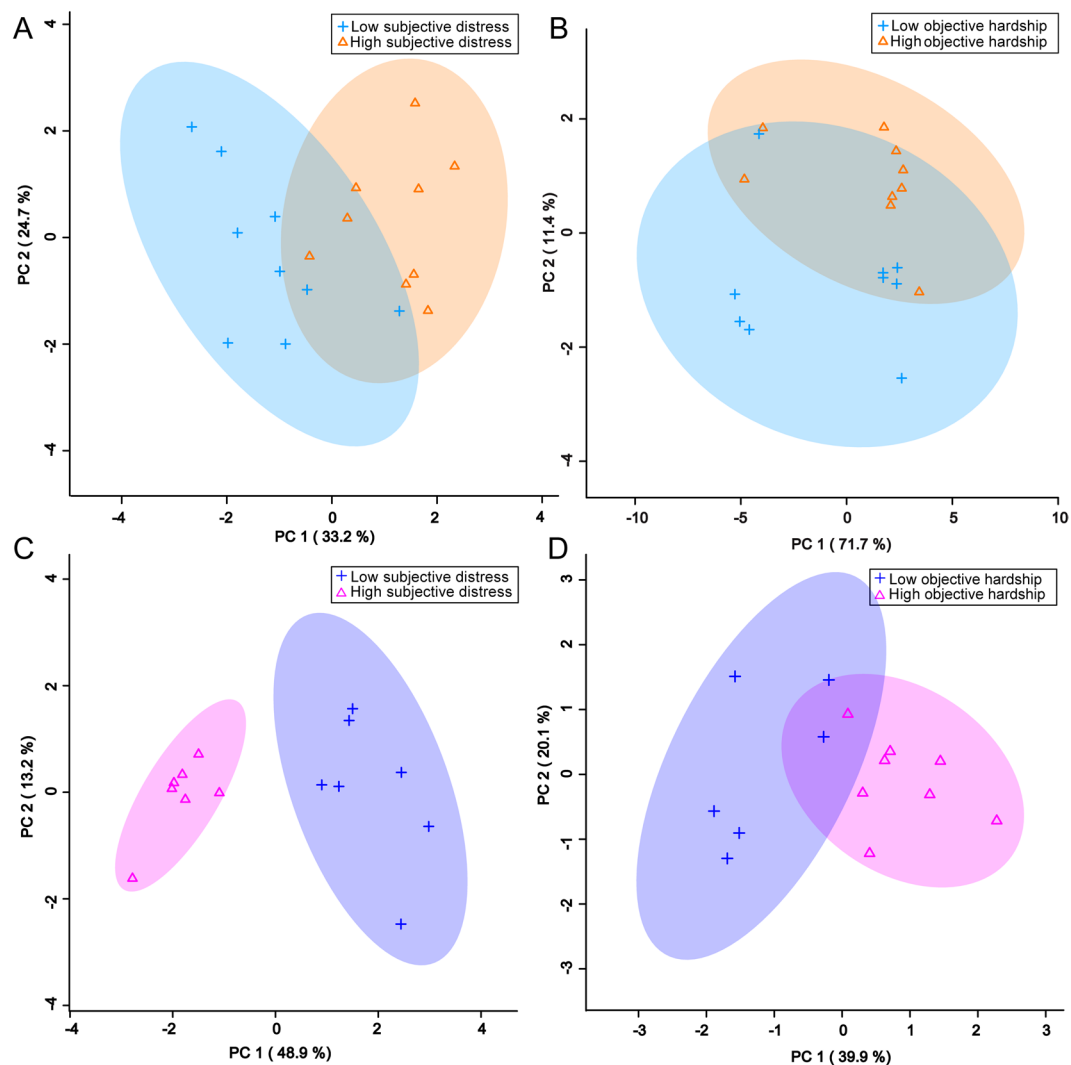 A
Low subjective distress
High subjective distress
4
2
0
-2
-4
PC 2 ( 24.7 %)
-4
-2
0
2
4
PC 1 ( 33.2 %)
B
Low objective hardship
High objective hardship
2
0
-2
-4
PC 2 ( 11.4 %)
-10
-5
0
5
10
PC 1 ( 71.7 %)
C
Low subjective distress
High subjective distress
4
2
0
-2
-4
PC 2 ( 13.2 %)
-4
-2
0
2
4
PC 1 ( 48.9 %)
D
Low objective hardship
High objective hardship
3
2
1
0
-1
-2
-3
PC 2 ( 20.1 %)
-3
-2
-1
0
1
2
3
PC 1 ( 39.9 %)